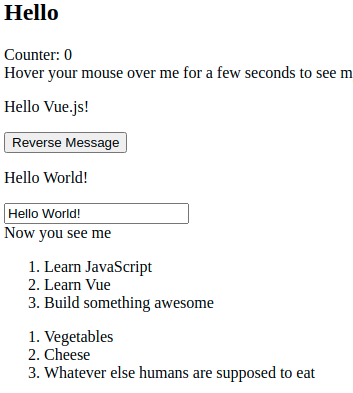 Hello
Counter: 0
Hover your mouse over me for a few seconds to see m
Hello Vue.js!
Reverse Message
Hello World!
Hello World!
Now you see me
1. Learn JavaScript
2. Learn Vue
3. Build something awesome
1. Vegetables
2. Cheese
3. Whatever else humans are supposed to eat